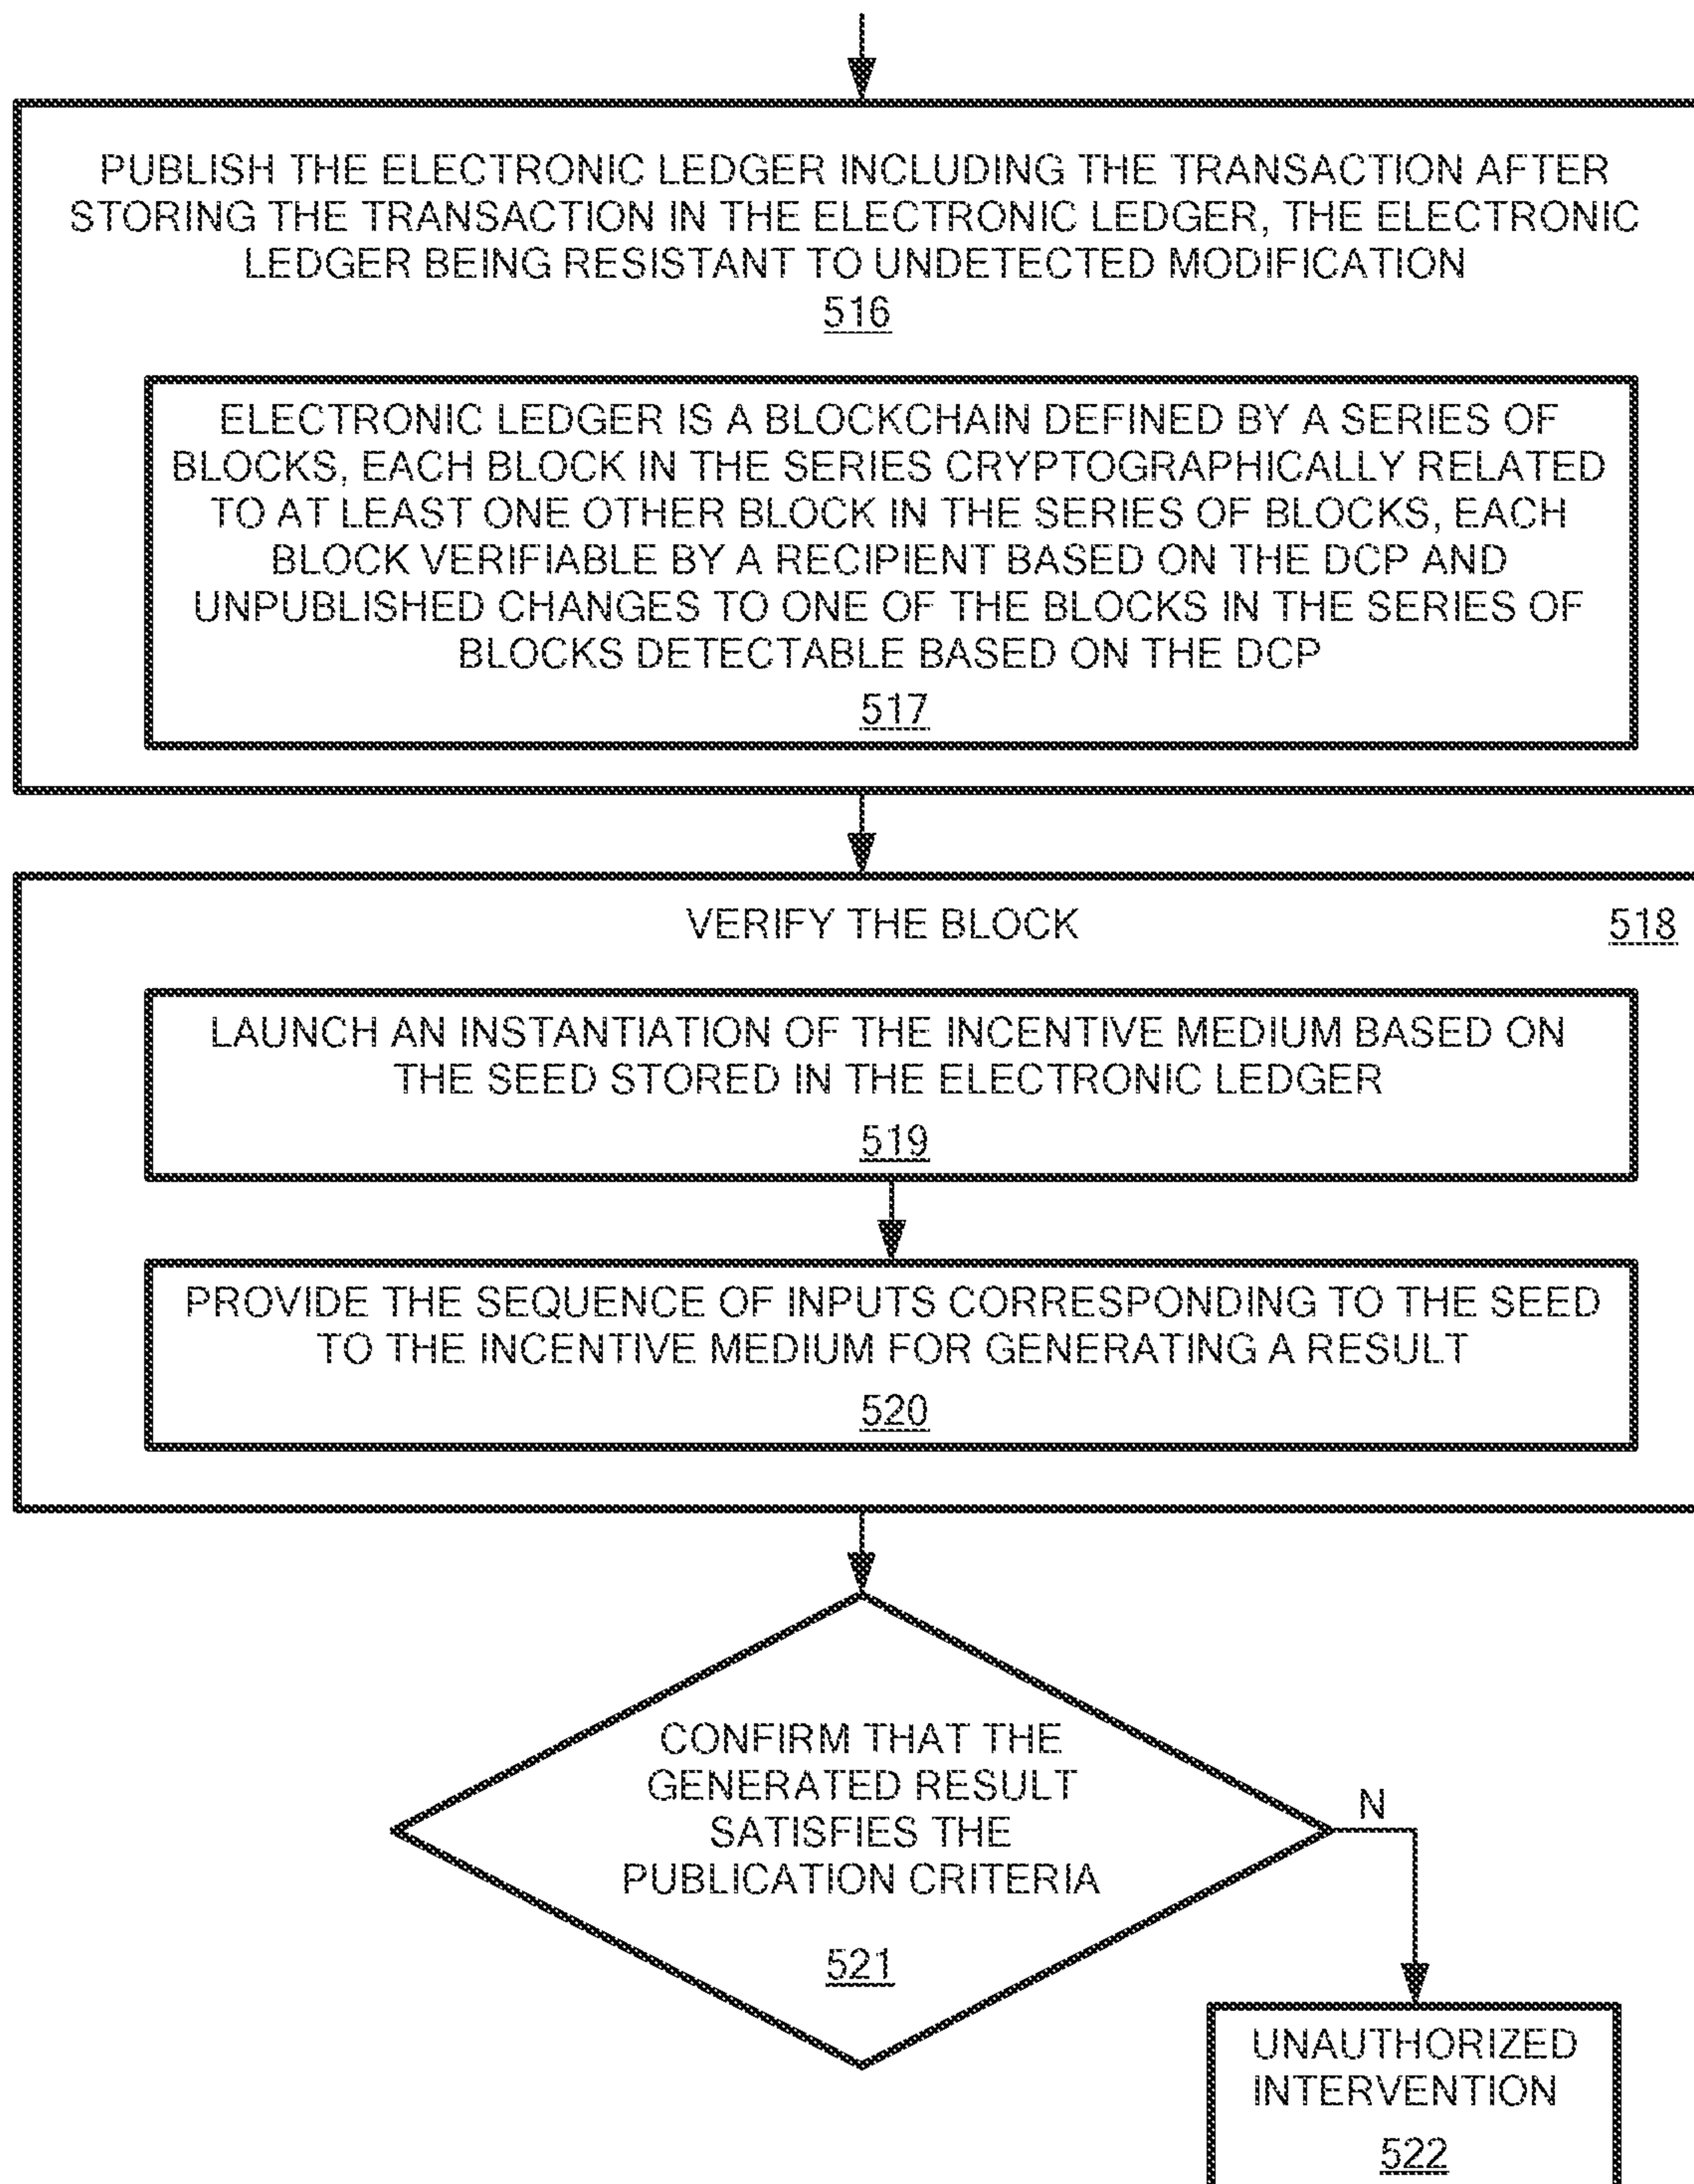 PUBLISH THE ELECTRONIC LEDGER INCLUDING THE TRANSACTION AFTER
STORING THE TRANSACTION IN THE ELECTRONIC LEDGER, THE ELECTRONIC
LEDGER BEING RESISTANT TO UNDETECTED MODIFICATION
516
ELECTRONIC LEDGER IS A BLOCKCHAIN DEFINED BY A SERIES OF
BLOCKS, EACH BLOCK IN THE SERIES CRYPTOGRAPHICALLY RELATED
TO AT LEAST ONE OTHER BLOCK IN THE SERIES OF BLOCKS, EACH
BLOCK VERIFIABLE BY A RECIPIENT BASED ON THE DCP AND
UNPUBLISHED CHANGES TO ONE OF THE BLOCKS IN THE SERIES OF
BLOCKS DETECTABLE BASED ON THE DCP
517
VERIFY THE BLOCK
518
LAUNCH AN INSTANTIATION OF THE INCENTIVE MEDIUM BASED ON
THE SEED STORED IN THE ELECTRONIC LEDGER
519
PROVIDE THE SEQUENCE OF INPUTS CORRESPONDING TO THE SEED
TO THE INCENTIVE MEDIUM FOR GENERATING A RESULT
520
CONFIRM THAT THE
GENERATED RESULT
SATISFIES THE
PUBLICATION CRITERIA
521
N
UNAUTHORIZED
INTERVENTION
522